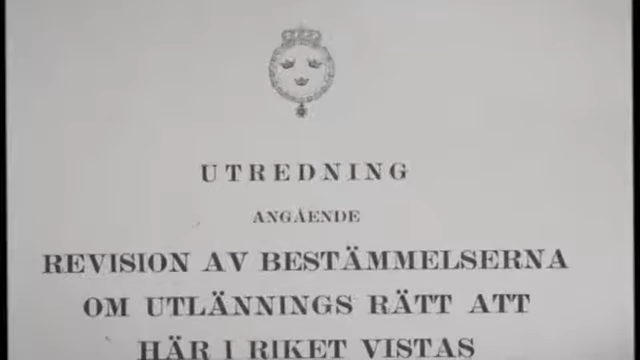 UTREDNING
ANGÅENDE
REVISION AV BESTÄMMELSERNA
OM UTLÄNNINGS RÄTT ATT
HÄR I RIKET VISTAS